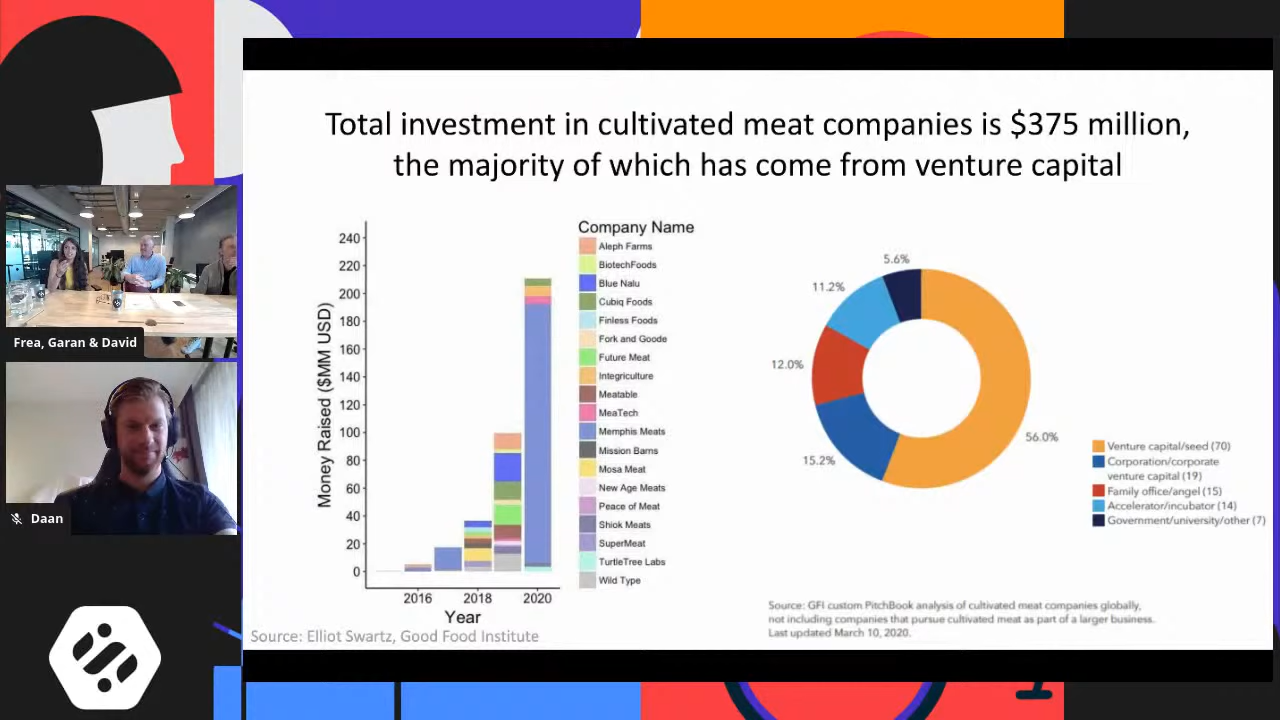 Total investment in cultivated meat companies is $375 million,
the majority of which has come from venture capital
Money Raised ($MM USD)
240
220
200
180
160
140
120
100
80
60
40
20
0
2016
2018
2020
Year
Company Name
Aleph Farms
BiotechFoods
Blue Nalu
Cubiq Foods
Finless Foods
Fork and Goode
Future Meat
Integriculture
Meatable
MeaTech
Memphis Meats
Mission Barns
Mosa Meat
New Age Meats
Peace of Meat
Shiok Meats
SuperMeat
TurtleTree Labs
Wild Type
Source: Elliot Swartz, Good Food Institute
5.6%
11.2%
12.0%
15.2%
56.0%
Venture capital/seed (70)
Corporation/corporate
venture capital (19)
Family office/angel (15)
Accelerator/incubator (14)
Government/university/other (7)
Source: GFI custom PitchBook analysis of cultivated meat companies globally,
not including companies that pursue cultivated meat as part of a larger business.
Last updated March 10, 2020.
Frea, Garan & David
Daan